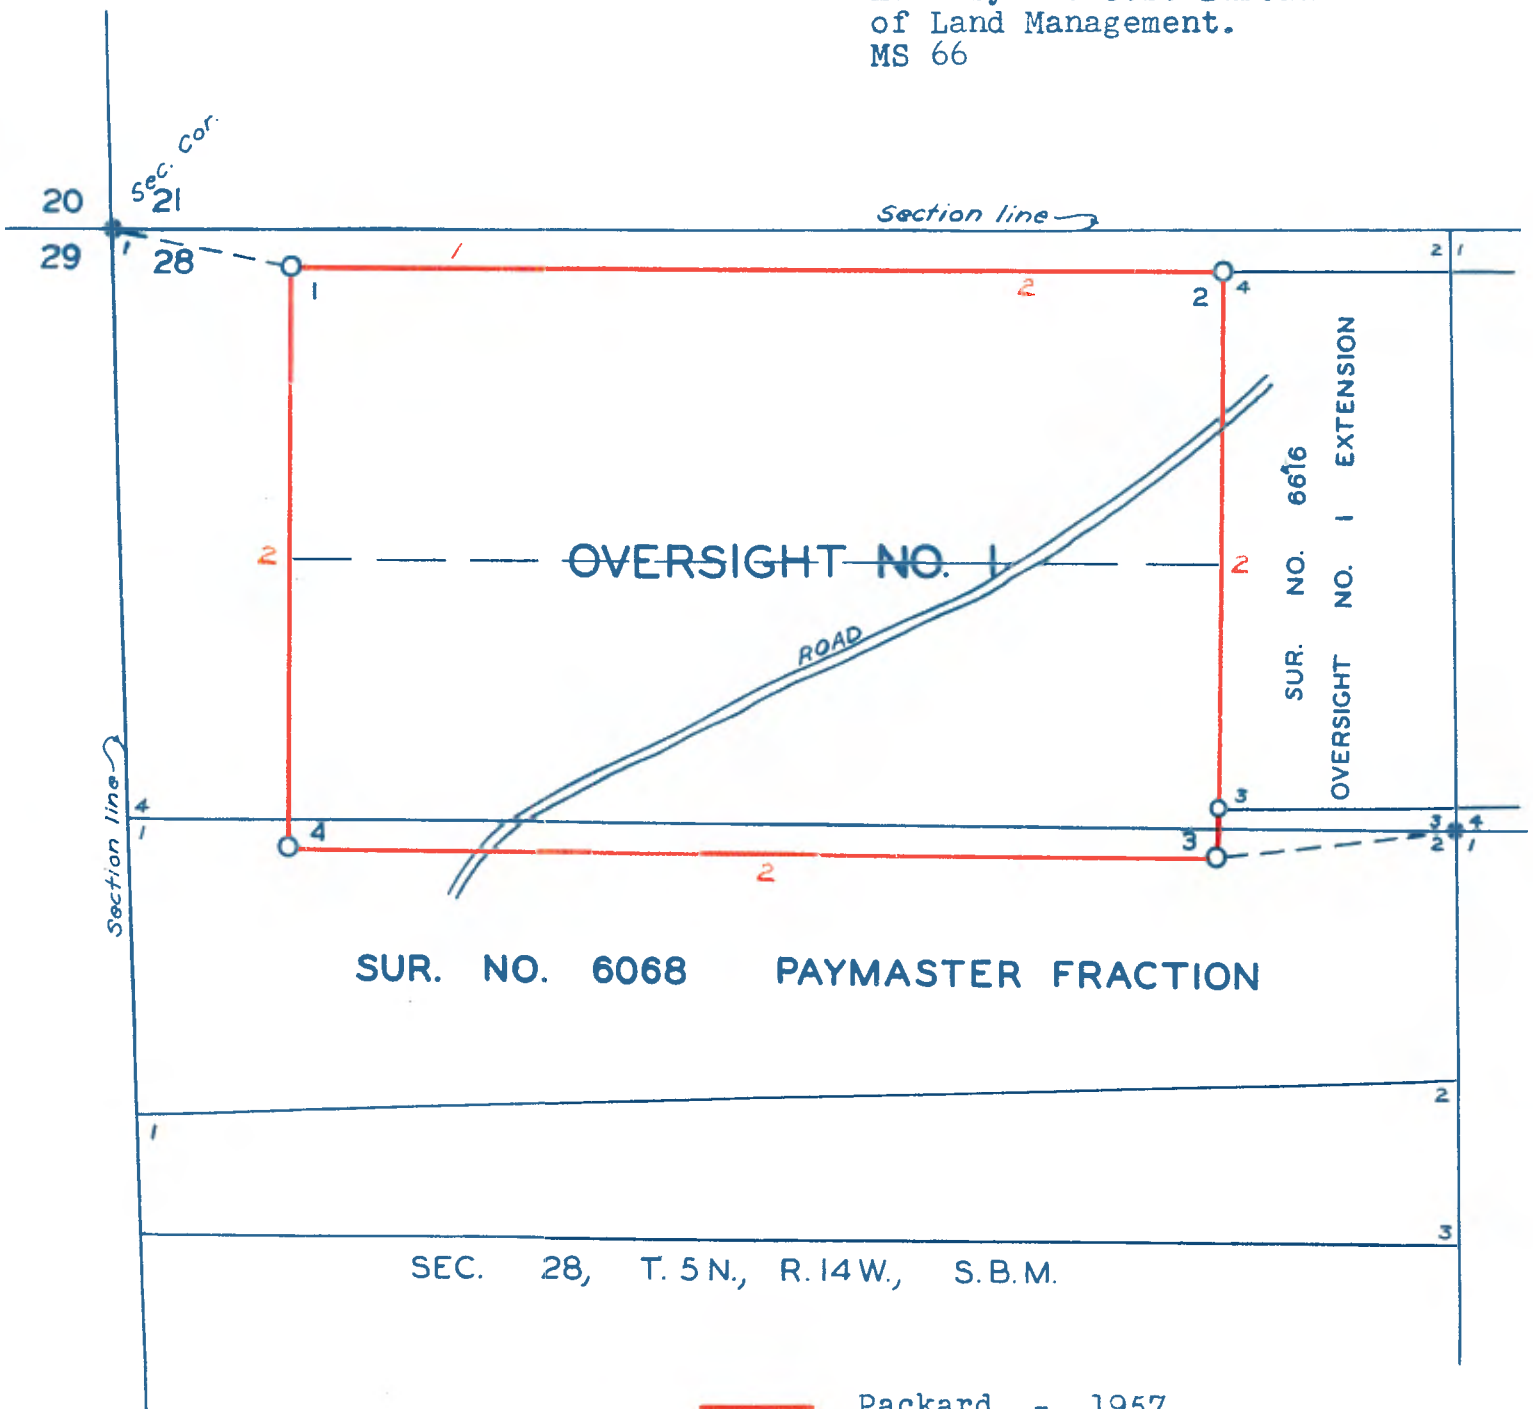 of Land Management.
MS 66
Sec. Cor.
20 21
29 1 28
Section line
2 1
1
2
1
2 4
2
2
OVERSIGHT NO. 1
2
ROAD
SUR. NO. 6616
OVERSIGHT NO. 1 EXTENSION
Section line
4
1
4
3
3
3 4
2 1
2
SUR. NO. 6068 PAYMASTER FRACTION
1
2
3
SEC. 28, T. 5 N., R. 14 W., S. B. M.
Packard - 1957